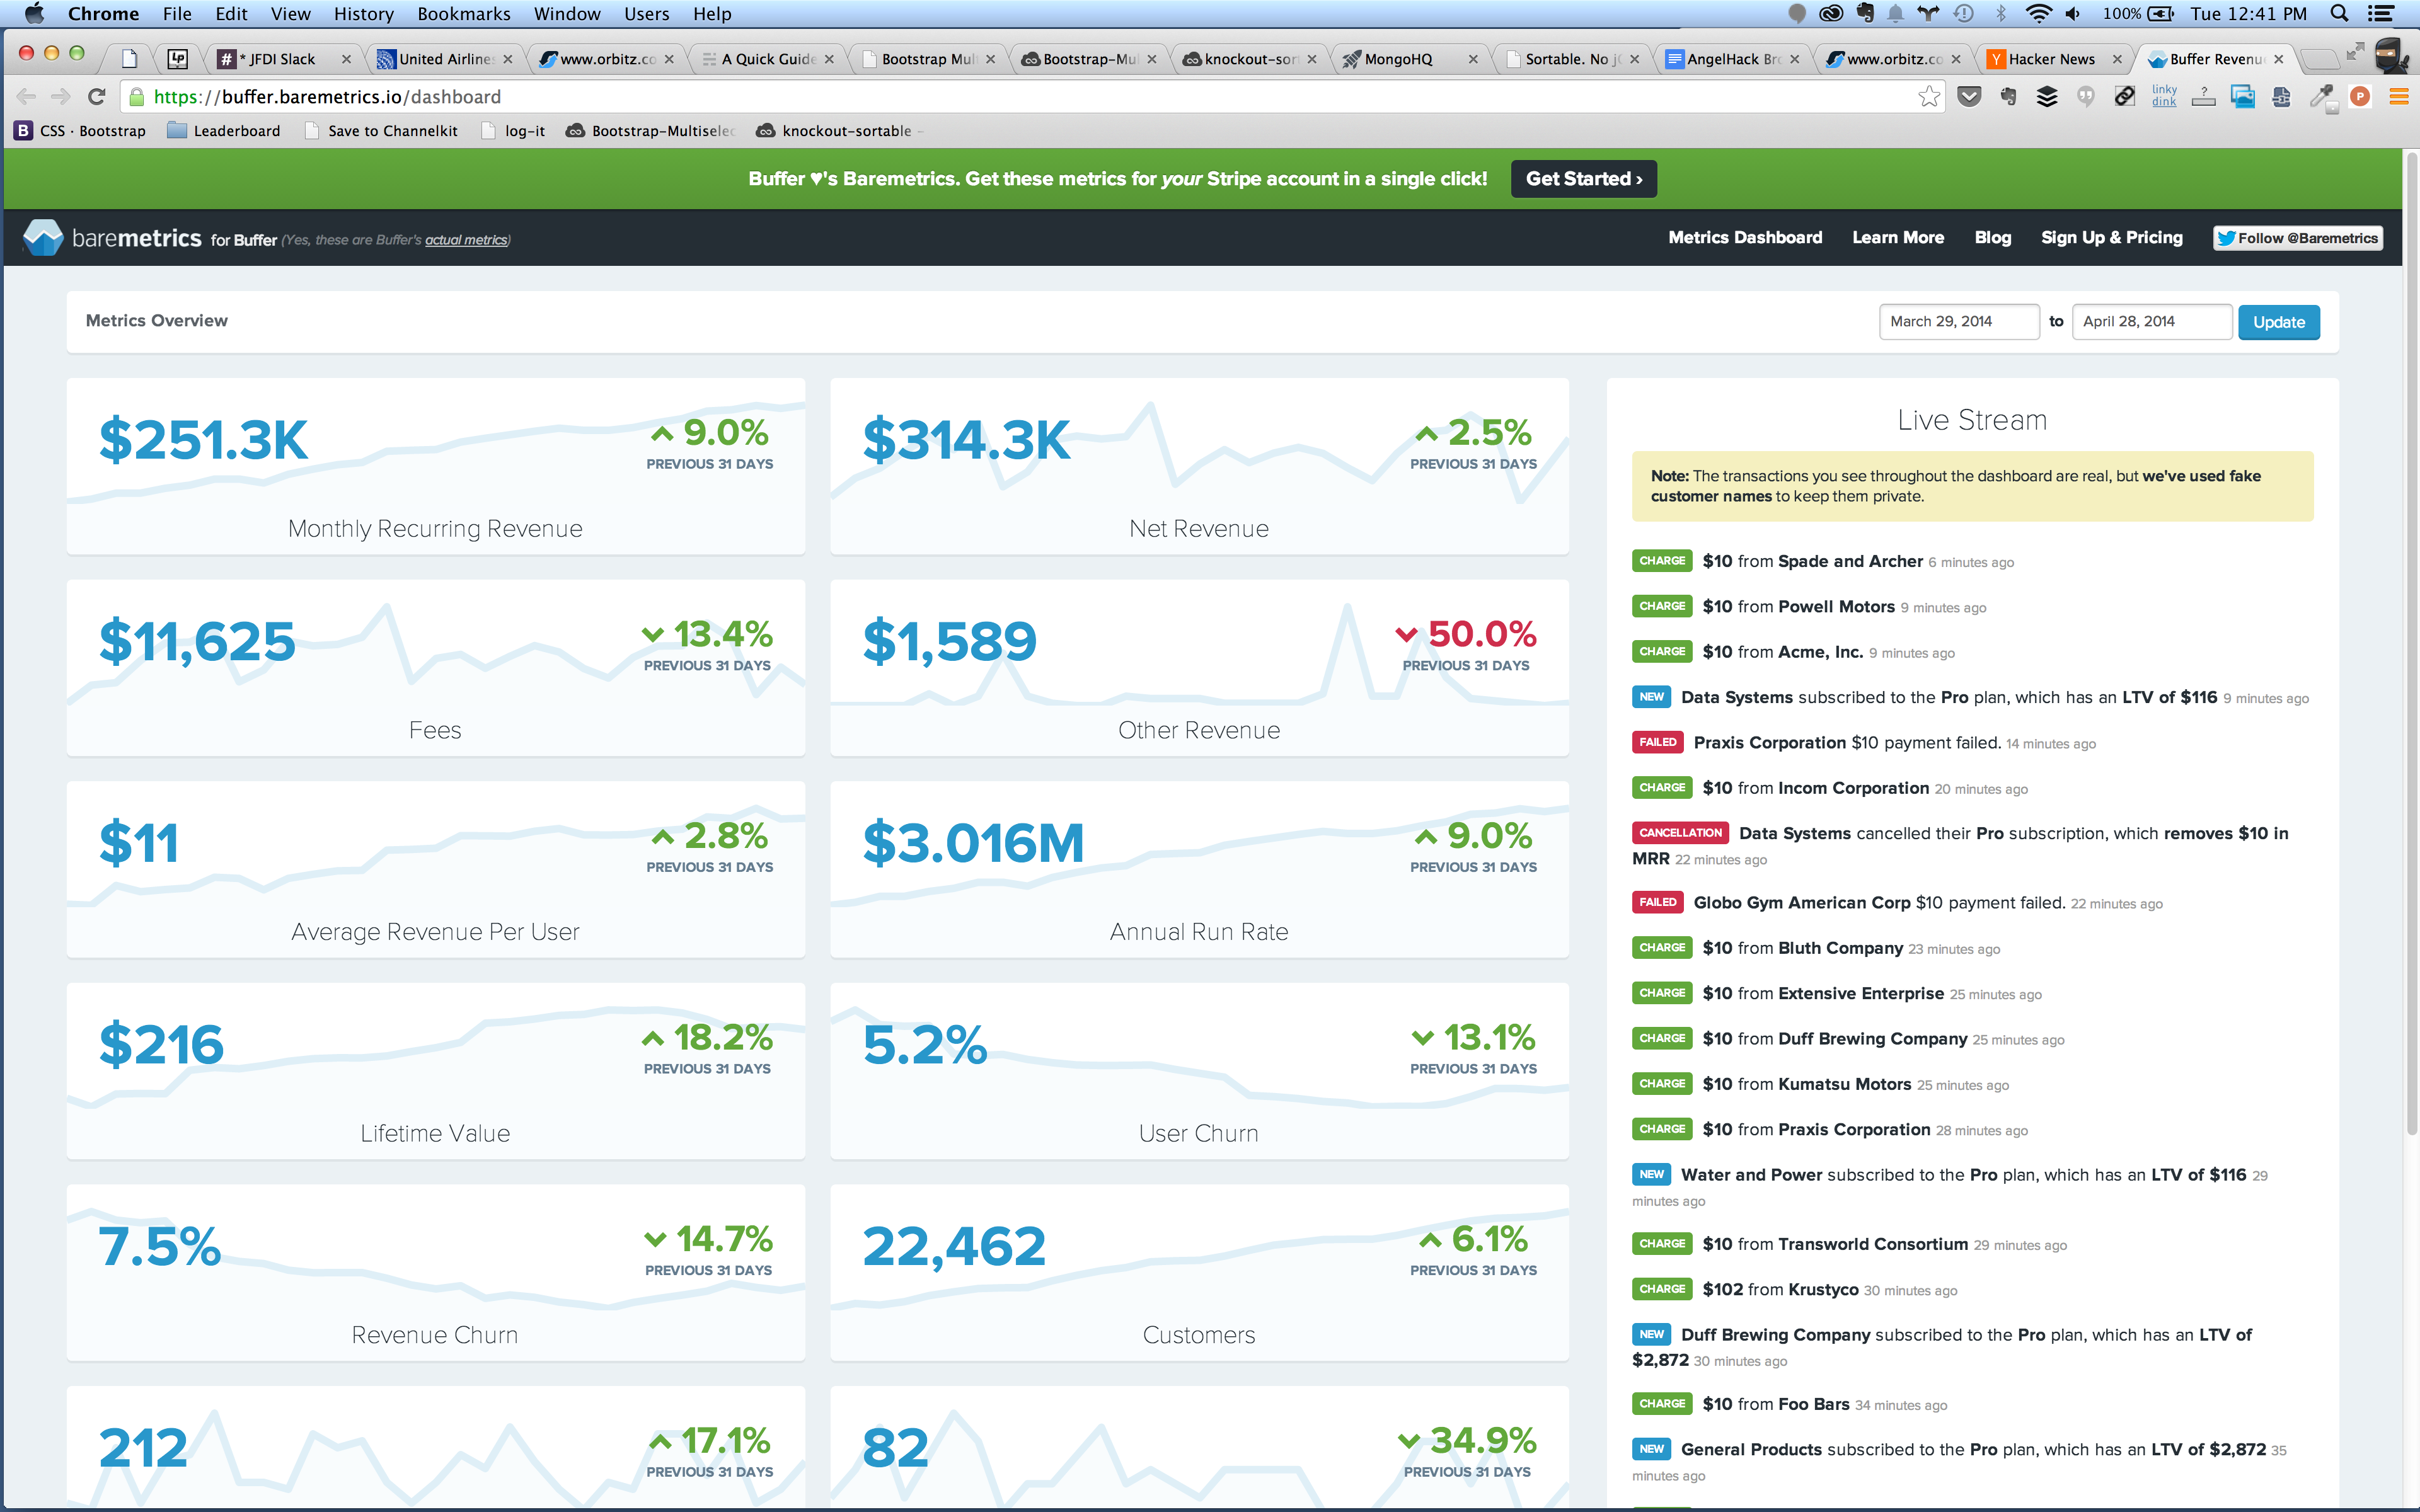 Chrome File Edit View History Bookmarks Window Users Help 100% Tue 12:41 PM
Lp # * JFDI Slack United Airlines www.orbitz.co A Quick Guide Bootstrap Mul Bootstrap-Mul knockout-sor MongoHQ Sortable. No j AngelHack Bro www.orbitz.co Hacker News Buffer Revenu
https://buffer.baremetrics.io/dashboard linky dink ? P
B CSS · Bootstrap Leaderboard Save to Channelkit log-it Bootstrap-Multiselec knockout-sortable
Buffer ♥'s Baremetrics. Get these metrics for your Stripe account in a single click! Get Started ›
baremetrics for Buffer (Yes, these are Buffer's actual metrics) Metrics Dashboard Learn More Blog Sign Up & Pricing Follow @Baremetrics
Metrics Overview March 29, 2014 to April 28, 2014 Update
$251.3K 9.0%
PREVIOUS 31 DAYS
Monthly Recurring Revenue
$314.3K 2.5%
PREVIOUS 31 DAYS
Net Revenue
$11,625 13.4%
PREVIOUS 31 DAYS
Fees
$1,589 50.0%
PREVIOUS 31 DAYS
Other Revenue
$11 2.8%
PREVIOUS 31 DAYS
Average Revenue Per User
$3.016M 9.0%
PREVIOUS 31 DAYS
Annual Run Rate
$216 18.2%
PREVIOUS 31 DAYS
Lifetime Value
5.2% 13.1%
PREVIOUS 31 DAYS
User Churn
7.5% 14.7%
PREVIOUS 31 DAYS
Revenue Churn
22,462 6.1%
PREVIOUS 31 DAYS
Customers
212 17.1%
PREVIOUS 31 DAYS
82 34.9%
PREVIOUS 31 DAYS
Live Stream
Note: The transactions you see throughout the dashboard are real, but we've used fake
customer names to keep them private.
CHARGE $10 from Spade and Archer 6 minutes ago
CHARGE $10 from Powell Motors 9 minutes ago
CHARGE $10 from Acme, Inc. 9 minutes ago
NEW Data Systems subscribed to the Pro plan, which has an LTV of $116 9 minutes ago
FAILED Praxis Corporation $10 payment failed. 14 minutes ago
CHARGE $10 from Incom Corporation 20 minutes ago
CANCELLATION Data Systems cancelled their Pro subscription, which removes $10 in
MRR 22 minutes ago
FAILED Globo Gym American Corp $10 payment failed. 22 minutes ago
CHARGE $10 from Bluth Company 23 minutes ago
CHARGE $10 from Extensive Enterprise 25 minutes ago
CHARGE $10 from Duff Brewing Company 25 minutes ago
CHARGE $10 from Kumatsu Motors 25 minutes ago
CHARGE $10 from Praxis Corporation 28 minutes ago
NEW Water and Power subscribed to the Pro plan, which has an LTV of $116 29
minutes ago
CHARGE $10 from Transworld Consortium 29 minutes ago
CHARGE $102 from Krustyco 30 minutes ago
NEW Duff Brewing Company subscribed to the Pro plan, which has an LTV of
$2,872 30 minutes ago
CHARGE $10 from Foo Bars 34 minutes ago
NEW General Products subscribed to the Pro plan, which has an LTV of $2,872 35
minutes ago